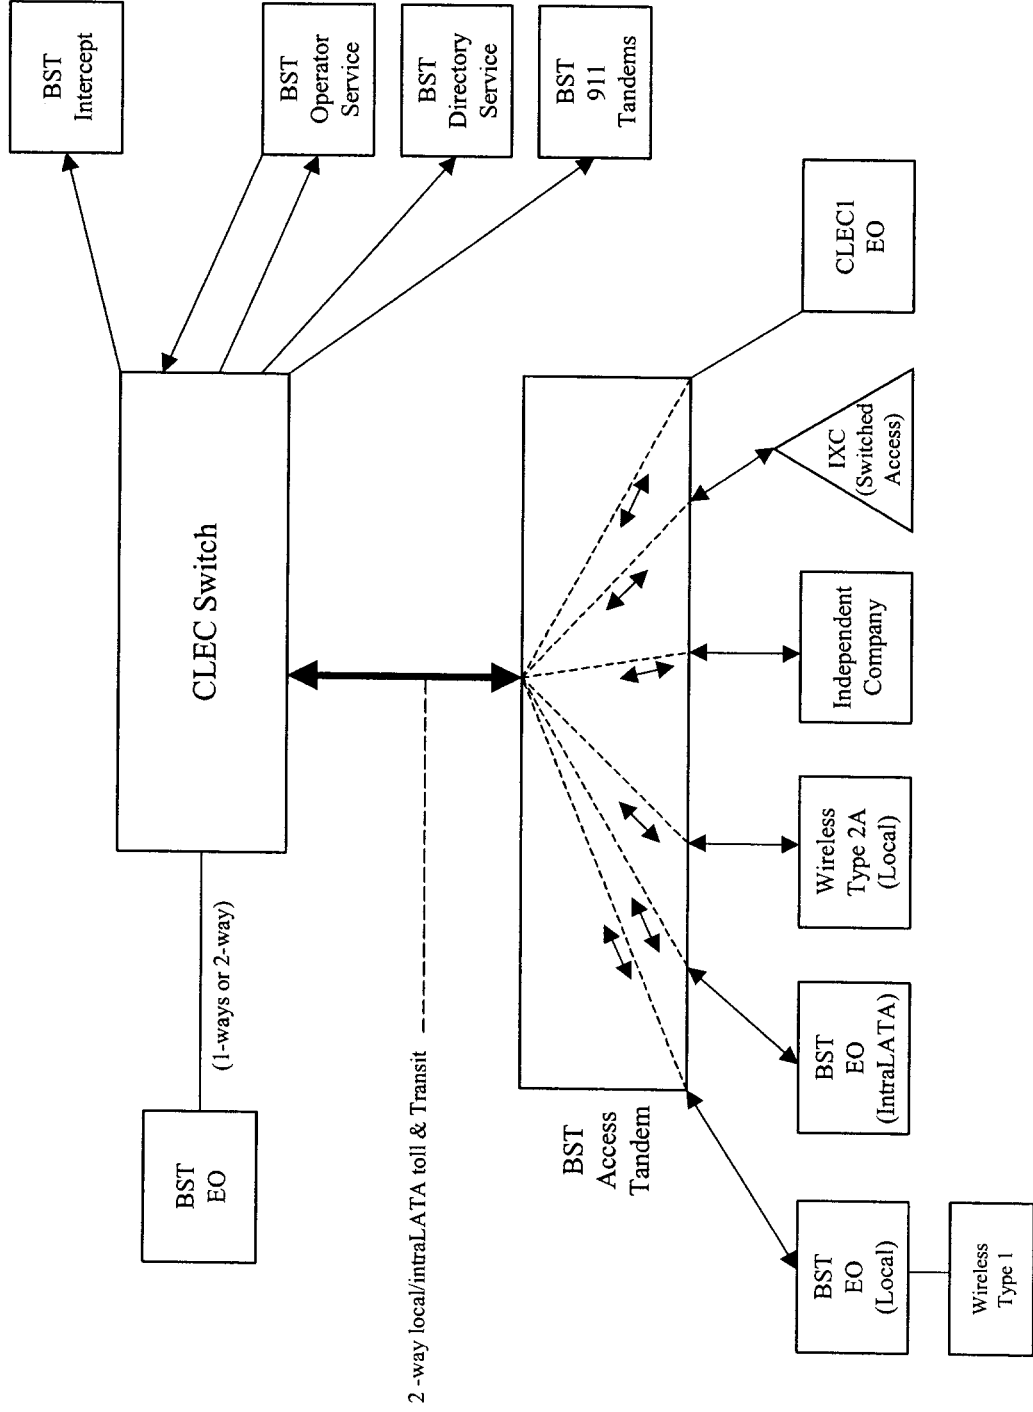 BST
EO
(1-ways or 2-way)
CLEC Switch
BST
Intercept
BST
Operator
Service
BST
Directory
Service
BST
911
Tandems
2 -way local/intraLATA toll & Transit
BST
Access
Tandem
BST
EO
(Local)
Wireless
Type 1
BST
EO
(IntraLATA)
Wireless
Type 2A
(Local)
Independent
Company
IXC
(Switched
Access)
CLEC1
EO